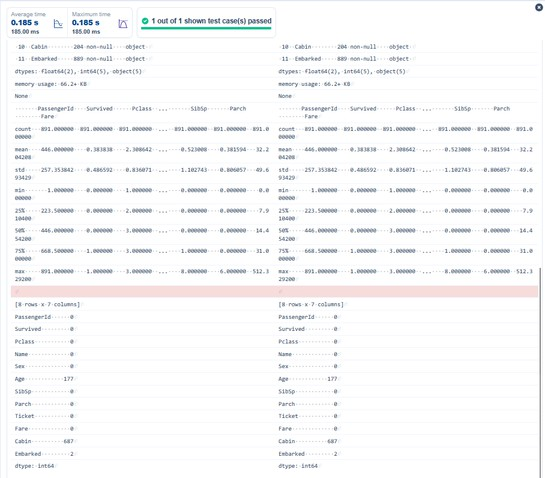 Average time
0.185 s
185.00 ms
Maximum time
0.185 s
185.00 ms
1 out of 1 shown test case(s) passed
10 Cabin 204 non-null object
11 Embarked 889 non-null object
dtypes: float64(2), int64(5), object(5)
memory usage: 66.2+ KB
None
PassengerId Survived Pclass ... SibSp Parch
Fare
count 891.000000 891.000000 891.000000 ... 891.000000 891.000000 891.0
00000
mean 446.000000 0.383838 2.308642 ... 0.523008 0.381594 32.2
04208
std 257.353842 0.486592 0.836071 ... 1.102743 0.806057 49.6
93429
min 1.000000 0.000000 1.000000 ... 0.000000 0.000000 0.0
00000
25% 223.500000 0.000000 2.000000 ... 0.000000 0.000000 7.9
10400
50% 446.000000 0.000000 3.000000 ... 0.000000 0.000000 14.4
54200
75% 668.500000 1.000000 3.000000 ... 1.000000 0.000000 31.0
00000
max 891.000000 1.000000 3.000000 ... 8.000000 6.000000 512.3
29200
[8 rows x 7 columns]
PassengerId 0
Survived 0
Pclass 0
Name 0
Sex 0
Age 177
SibSp 0
Parch 0
Ticket 0
Fare 0
Cabin 687
Embarked 2
dtype: int64
10 Cabin 204 non-null object
11 Embarked 889 non-null object
dtypes: float64(2), int64(5), object(5)
memory usage: 66.2+ KB
None
PassengerId Survived Pclass ... SibSp Parch
Fare
count 891.000000 891.000000 891.000000 ... 891.000000 891.000000 891.0
00000
mean 446.000000 0.383838 2.308642 ... 0.523008 0.381594 32.2
04208
std 257.353842 0.486592 0.836071 ... 1.102743 0.806057 49.6
93429
min 1.000000 0.000000 1.000000 ... 0.000000 0.000000 0.0
00000
25% 223.500000 0.000000 2.000000 ... 0.000000 0.000000 7.9
10400
50% 446.000000 0.000000 3.000000 ... 0.000000 0.000000 14.4
54200
75% 668.500000 1.000000 3.000000 ... 1.000000 0.000000 31.0
00000
max 891.000000 1.000000 3.000000 ... 8.000000 6.000000 512.3
29200
[8 rows x 7 columns]
PassengerId 0
Survived 0
Pclass 0
Name 0
Sex 0
Age 177
SibSp 0
Parch 0
Ticket 0
Fare 0
Cabin 687
Embarked 2
dtype: int64